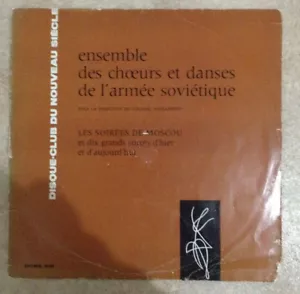 DISQUE-CLUB DU NOUVEAU SIÈCLE
ensemble
des chœurs et danses
de l'armée soviétique
LES SOIRÉES DE MOSCOU
et dix grands succès d'hier
et d'aujourd'hui